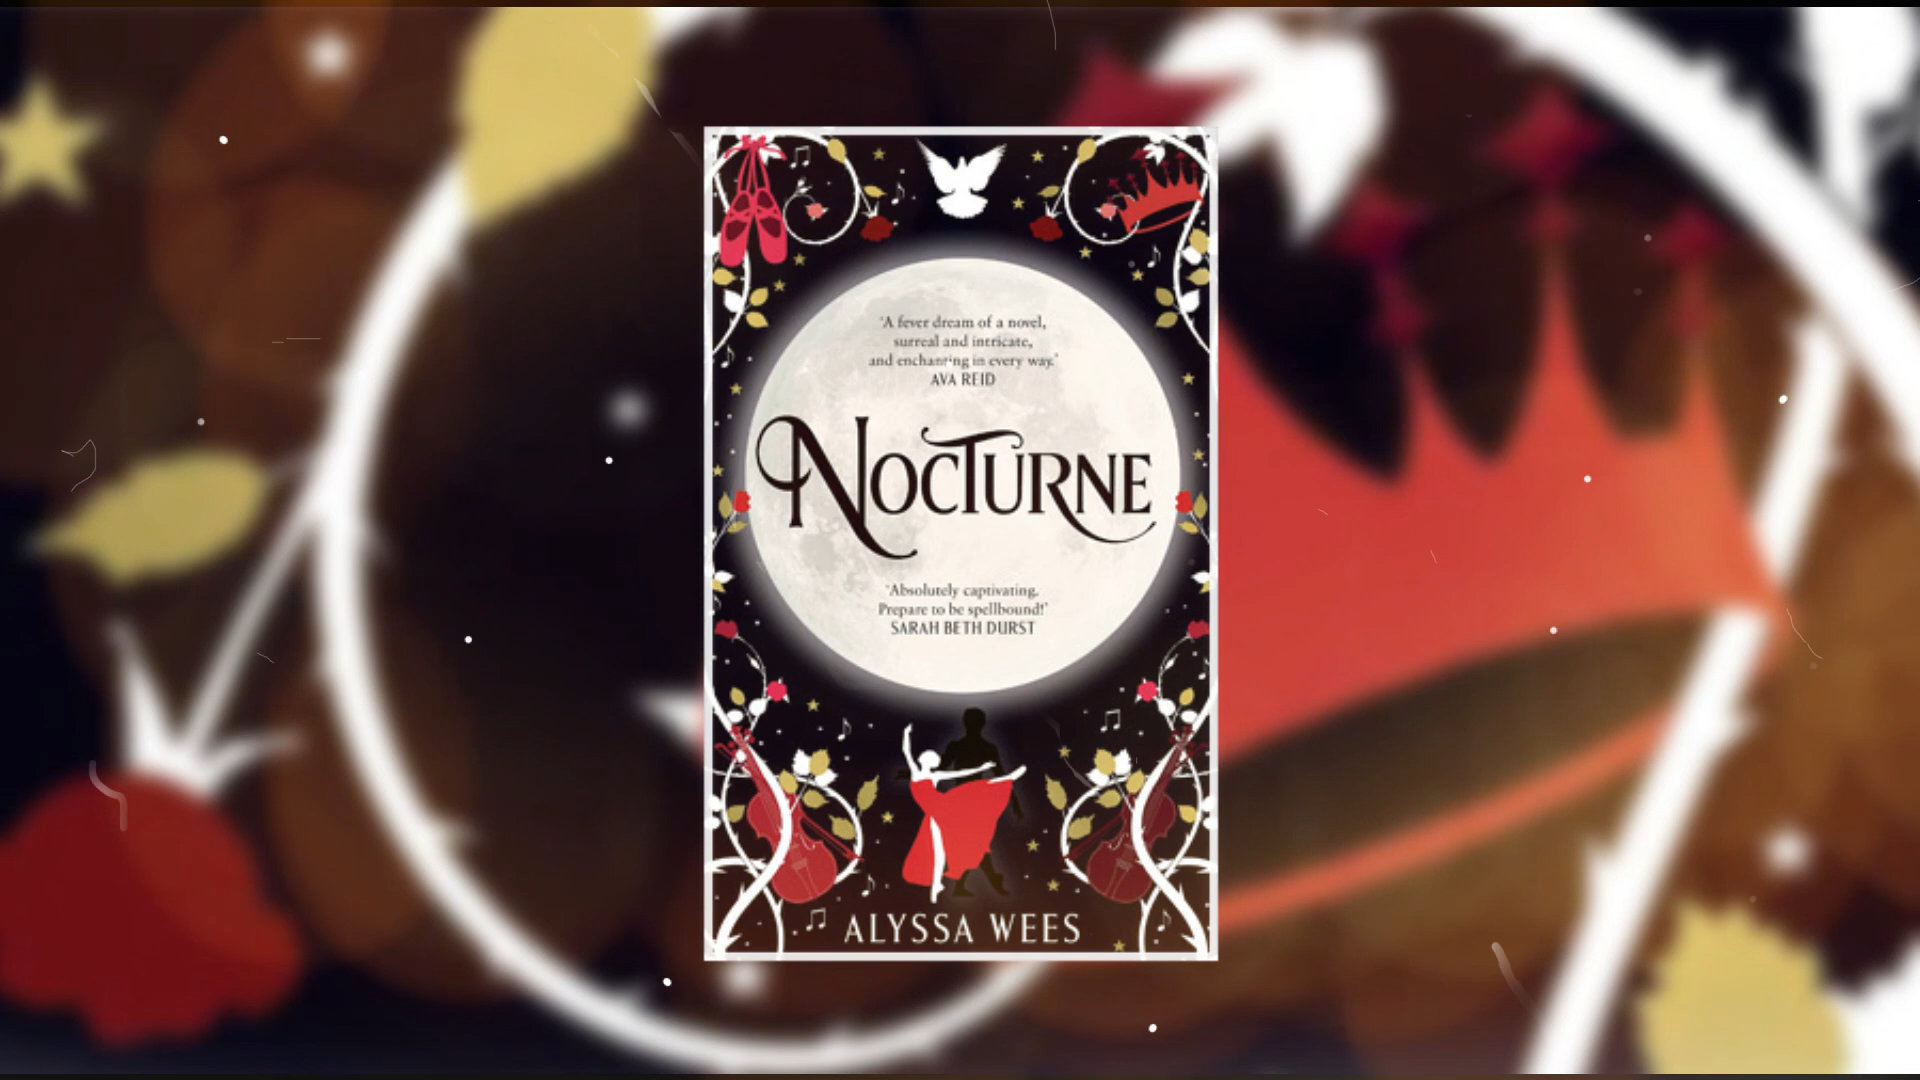 'A fever dream of a novel,
surreal and intricate,
and enchanting in every way.'
AVA REID
NOCTURNE
'Absolutely captivating.
Prepare to be spellbound!'
SARAH BETH DURST
ALYSSA WEES